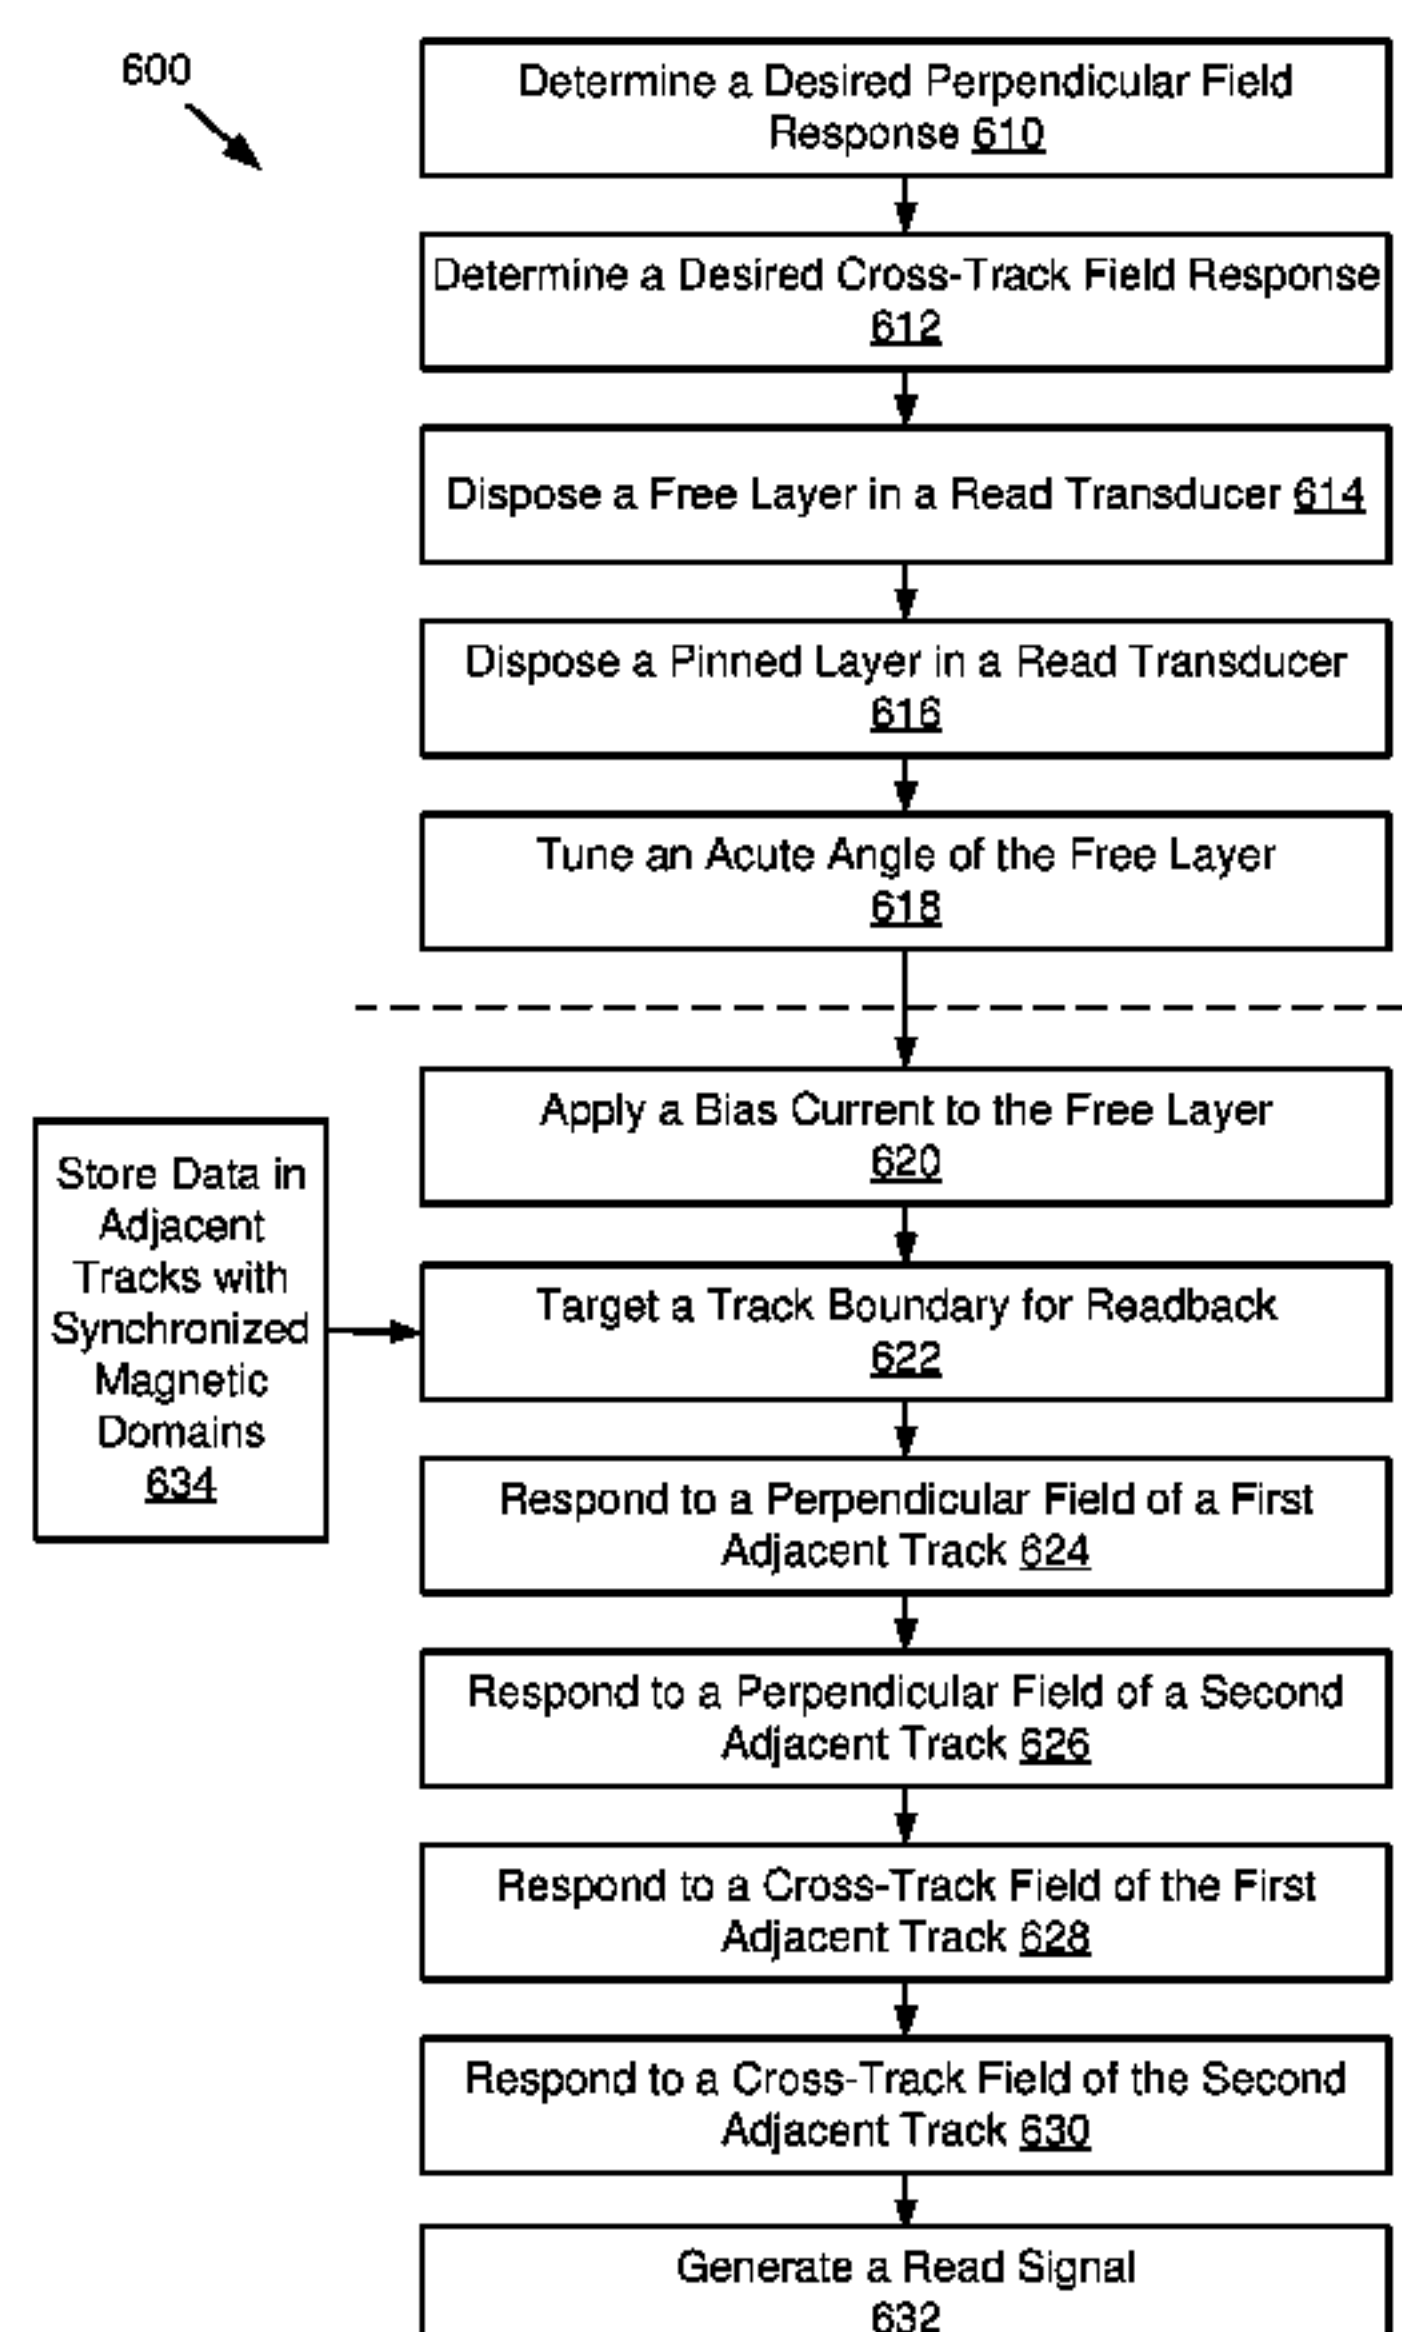 600
Determine a Desired Perpendicular Field
Response 610
Determine a Desired Cross-Track Field Response
612
Dispose a Free Layer in a Read Transducer 614
Dispose a Pinned Layer in a Read Transducer
616
Tune an Acute Angle of the Free Layer
618
Apply a Bias Current to the Free Layer
620
Store Data in
Adjacent
Tracks with
Synchronized
Magnetic
Domains
634
Target a Track Boundary for Readback
622
Respond to a Perpendicular Field of a First
Adjacent Track 624
Respond to a Perpendicular Field of a Second
Adjacent Track 626
Respond to a Cross-Track Field of the First
Adjacent Track 628
Respond to a Cross-Track Field of the Second
Adjacent Track 630
Generate a Read Signal
632